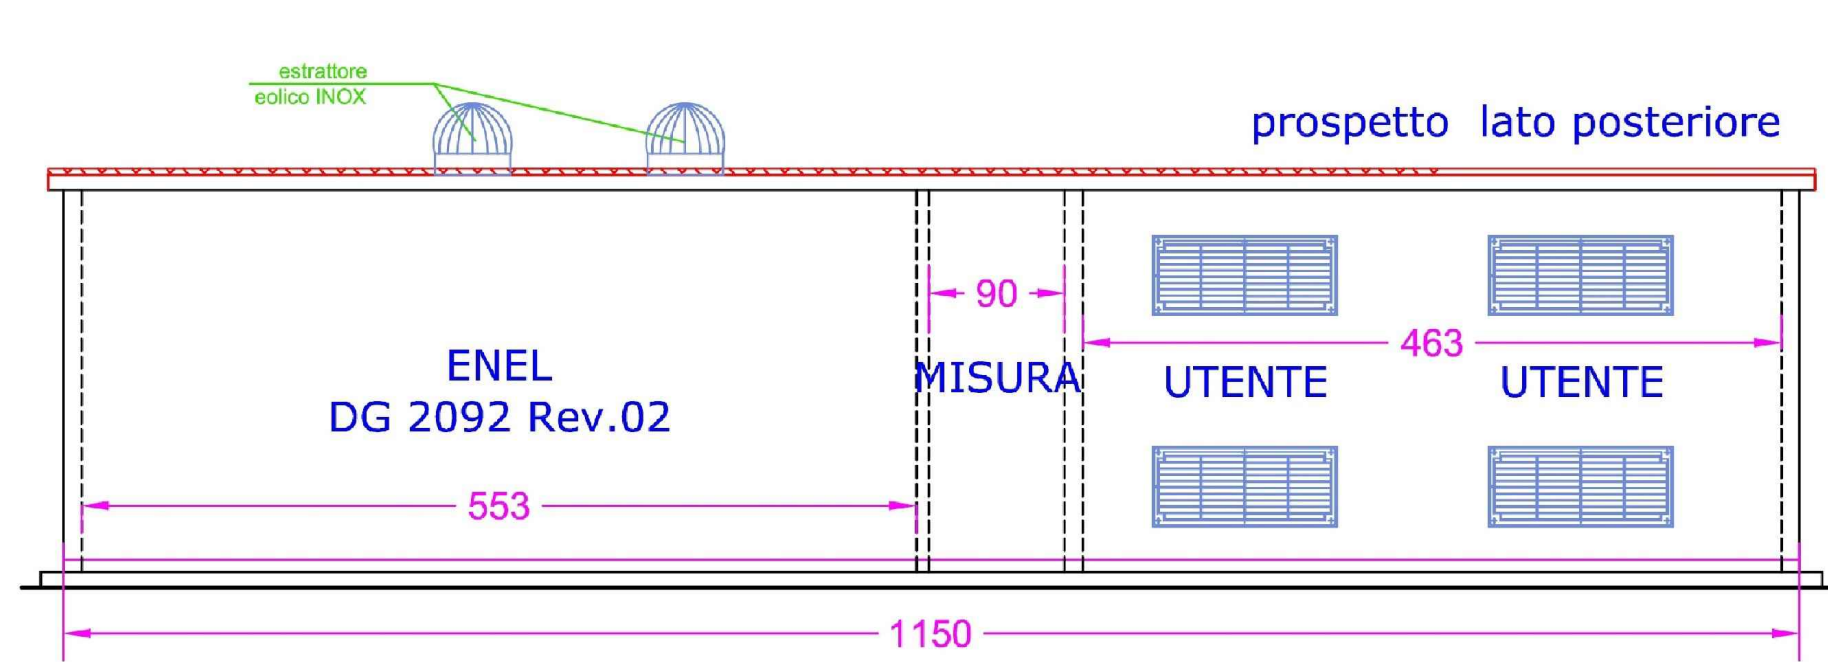 estrattore
eolico INOX
prospetto lato posteriore
90
463
ENEL
DG 2092 Rev.02
MISURA
UTENTE
UTENTE
553
1150